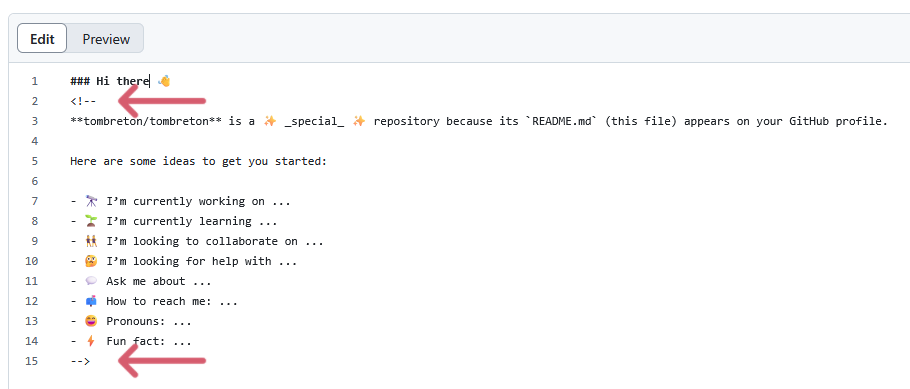 Edit Preview
1 ### Hi there 👋
2 <!--
3 **tombreton/tombreton** is a ✨ _special_ ✨ repository because its `README.md` (this file) appears on your GitHub profile.
4
5 Here are some ideas to get you started:
6
7 - 🔭 I’m currently working on ...
8 - 🌱 I’m currently learning ...
9 - 👯 I’m looking to collaborate on ...
10 - 🤔 I’m looking for help with ...
11 - 💬 Ask me about ...
12 - 📫 How to reach me: ...
13 - 😄 Pronouns: ...
14 - ⚡ Fun fact: ...
15 -->